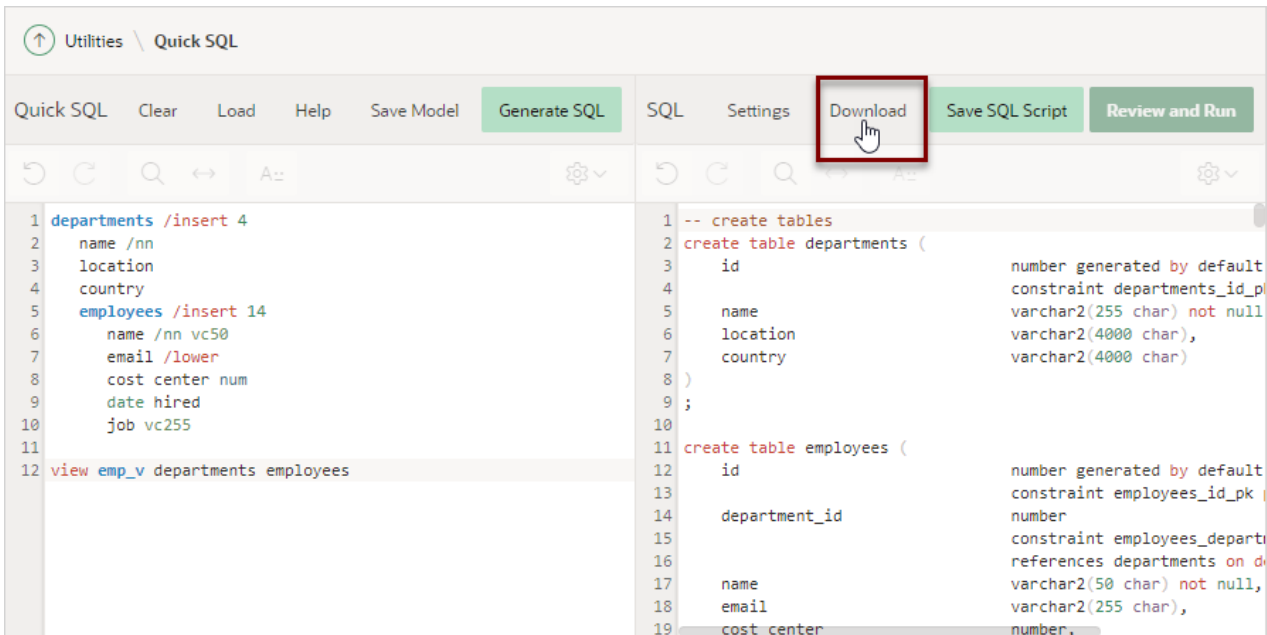 Utilities \ Quick SQL
Quick SQL Clear Load Help Save Model Generate SQL
SQL Settings Download Save SQL Script Review and Run
1 departments /insert 4
2 name /nn
3 location
4 country
5 employees /insert 14
6 name /nn vc50
7 email /lower
8 cost center num
9 date hired
10 job vc255
11
12 view emp_v departments employees
1 -- create tables
2 create table departments (
3 id number generated by default
4 constraint departments_id_p
5 name varchar2(255 char) not null
6 location varchar2(4000 char),
7 country varchar2(4000 char)
8 )
9 ;
10
11 create table employees (
12 id number generated by default
13 constraint employees_id_pk
14 department_id number
15 constraint employees_depart
16 references departments on d
17 name varchar2(50 char) not null,
18 email varchar2(255 char),
19 cost center number,